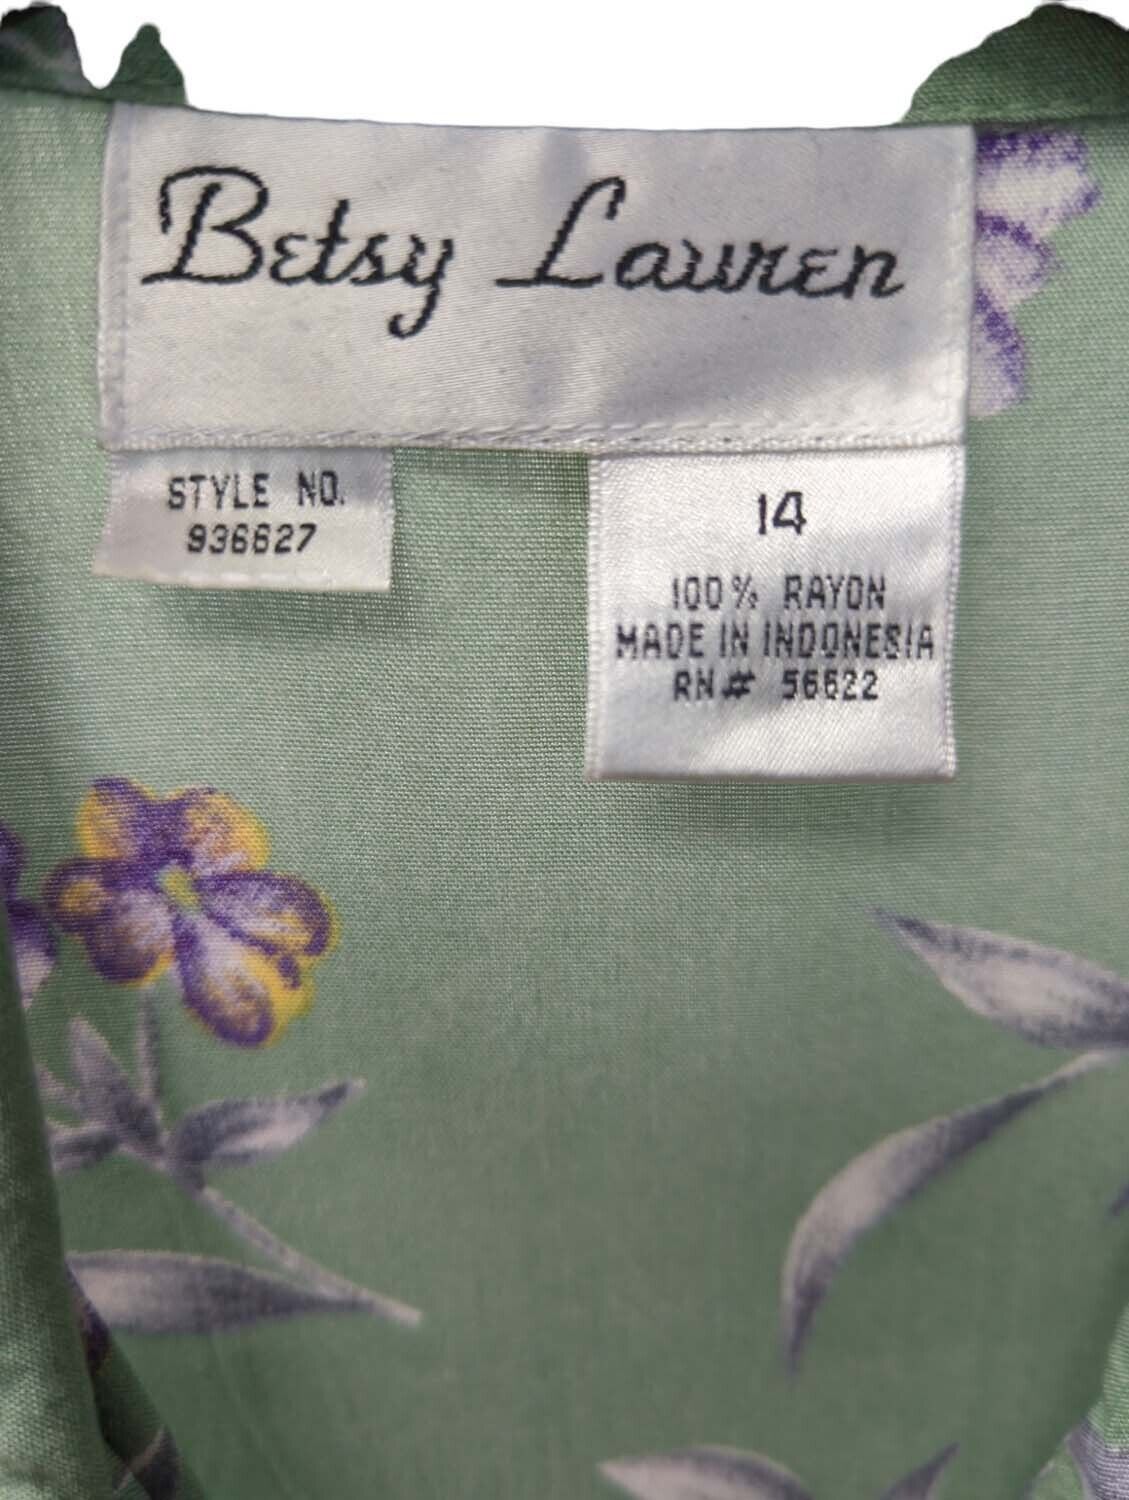 Betsy Lauren
STYLE NO.
936627
14
100% RAYON
MADE IN INDONESIA
RN# 56622